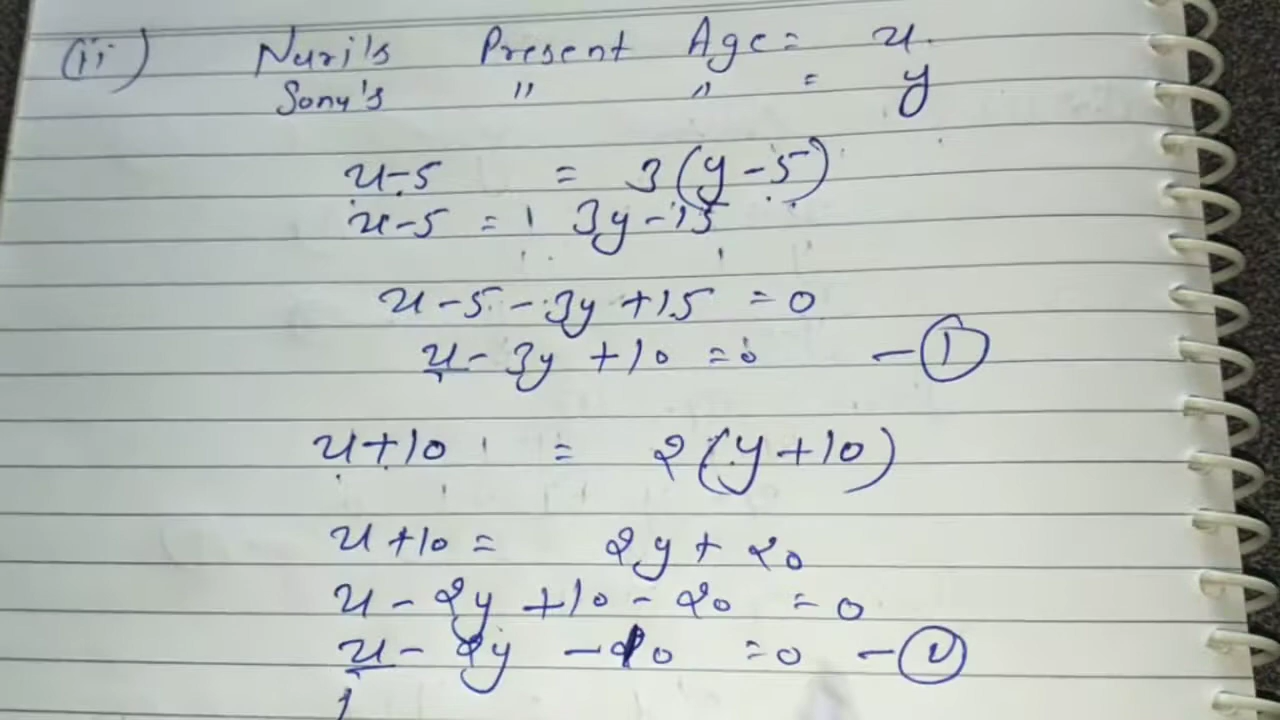 (ii) Nuri's Present Age = x.
Sonu's " " = y
x-5 = 3(y-5)
x-5 = 3y-15
x-5-3y+15 = 0
x-3y+10 = 0 - ①
x+10 = 2(y+10)
x+10 = 2y+20
x-2y+10-20 = 0
x-2y-10 = 0 - ②